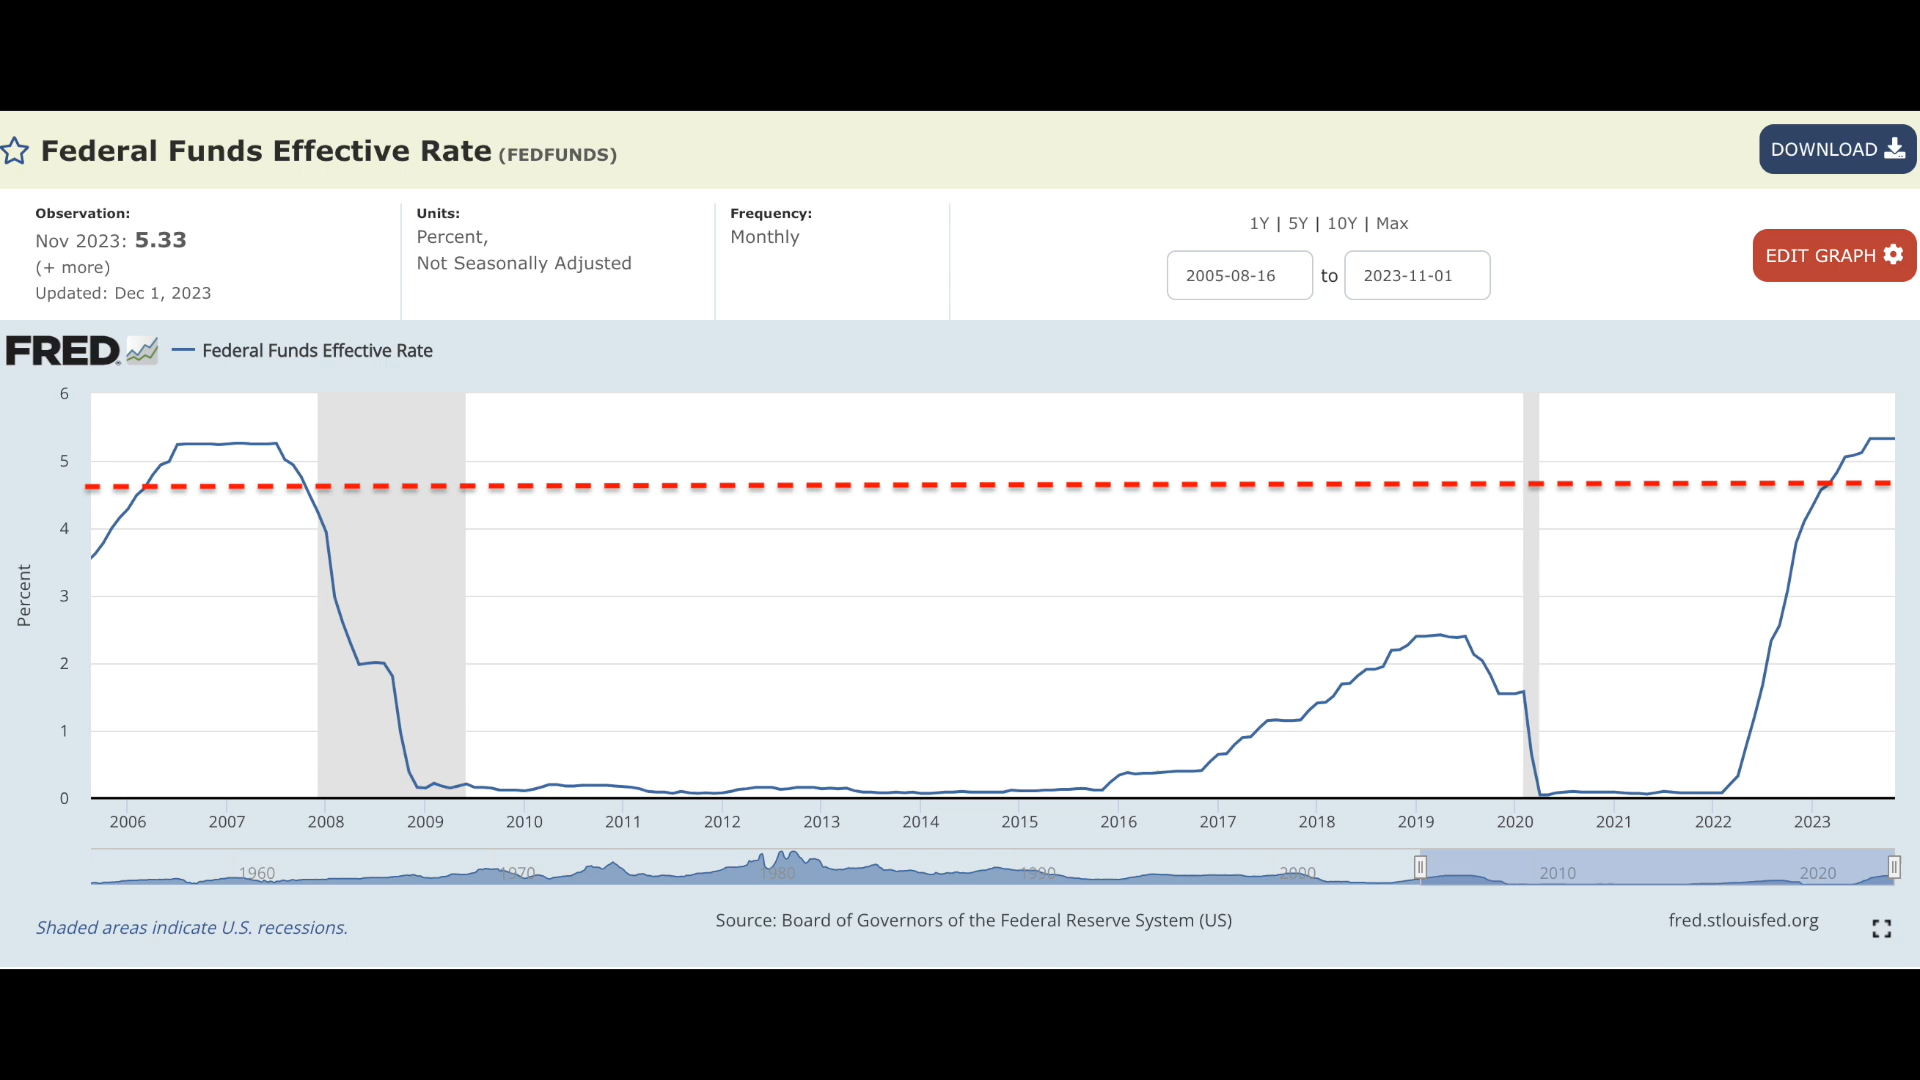 Federal Funds Effective Rate (FEDFUNDS)
DOWNLOAD
Observation:
Nov 2023: 5.33
(+ more)
Updated: Dec 1, 2023
Units:
Percent,
Not Seasonally Adjusted
Frequency:
Monthly
1Y | 5Y | 10Y | Max
2005-08-16 to 2023-11-01
EDIT GRAPH
FRED
Federal Funds Effective Rate
Percent
6
5
4
3
2
1
0
2006 2007 2008 2009 2010 2011 2012 2013 2014 2015 2016 2017 2018 2019 2020 2021 2022 2023
1960 1970 1980 1990 2000 2010 2020
Shaded areas indicate U.S. recessions.
Source: Board of Governors of the Federal Reserve System (US)
fred.stlouisfed.org